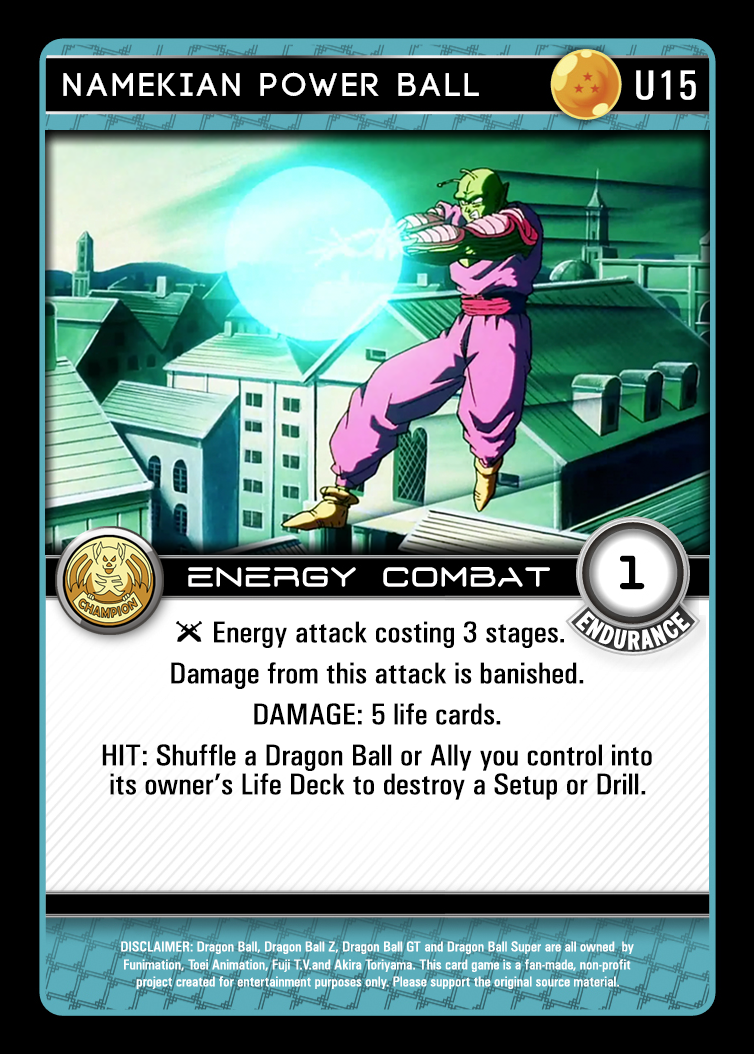 NAMEKIAN POWER BALL
U15
CHAMPION
ENERGY COMBAT
1
ENDURANCE
Energy attack costing 3 stages.
Damage from this attack is banished.
DAMAGE: 5 life cards.
HIT: Shuffle a Dragon Ball or Ally you control into
its owner's Life Deck to destroy a Setup or Drill.
DISCLAIMER: Dragon Ball, Dragon Ball Z, Dragon Ball GT and Dragon Ball Super are all owned by
Funimation, Toei Animation, Fuji T.V.and Akira Toriyama. This card game is a fan-made, non-profit
project created for entertainment purposes only. Please support the original source material.